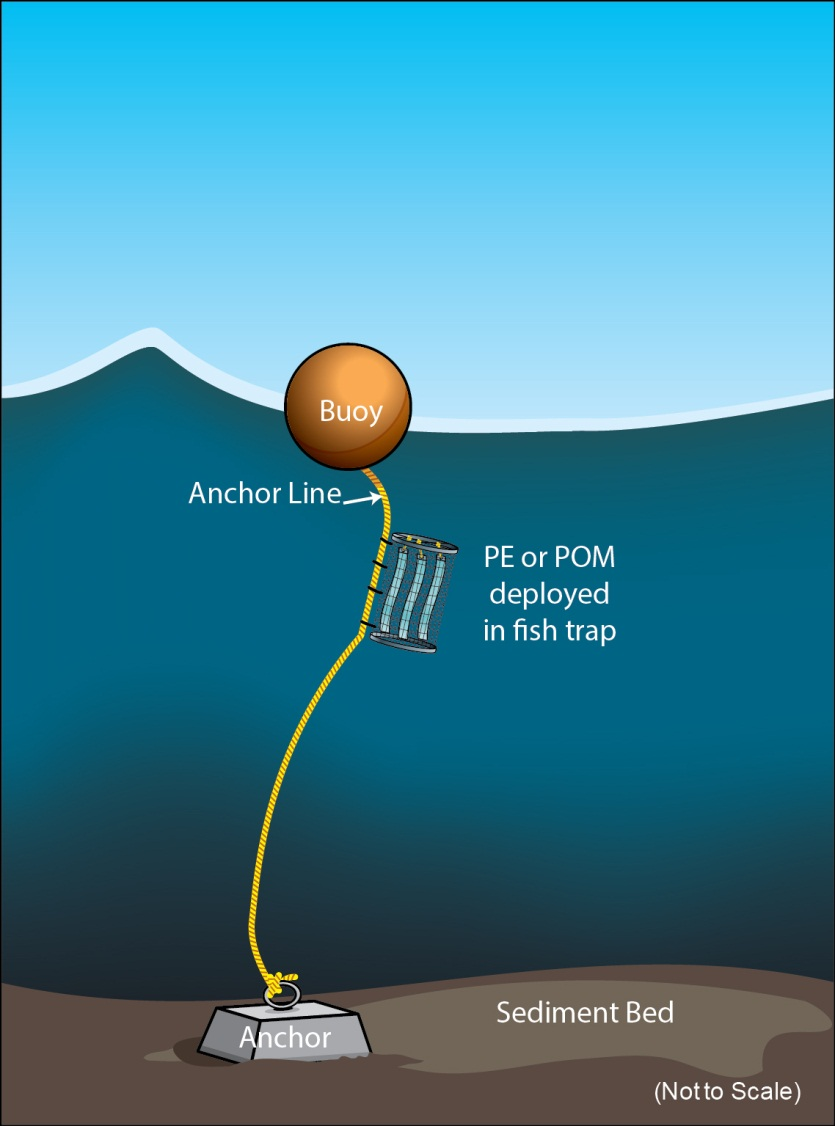 Buoy
Anchor Line
PE or POM
deployed
in fish trap
Sediment Bed
Anchor
(Not to Scale)